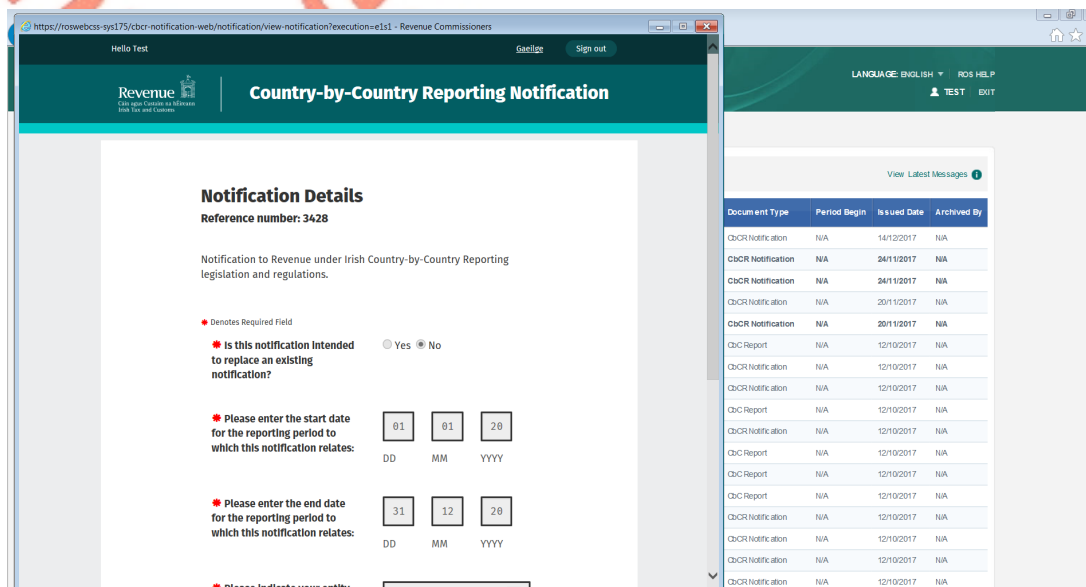 https://roswebcss-sys175/cbcr-notification-web/notification/view-notification?execution=e1s1 - Revenue Commissioners
Hello Test
Gaeilge
Sign out
Revenue
Cáin agus Custaim na hÉireann
Irish Tax and Customs
Country-by-Country Reporting Notification
Notification Details
Reference number: 3428
Notification to Revenue under Irish Country-by-Country Reporting
legislation and regulations.
Denotes Required Field
Is this notification intended
to replace an existing
notification?
Yes No
Please enter the start date
for the reporting period to
which this notification relates:
01 01 20
DD MM YYYY
Please enter the end date
for the reporting period to
which this notification relates:
31 12 20
DD MM YYYY
Please indicate your entity
LANGUAGE: ENGLISH ROS HELP
TEST EXIT
View Latest Messages
Document Type Period Begin Issued Date Archived By
CbCR Notification N/A 14/12/2017 N/A
CbCR Notification N/A 24/11/2017 N/A
CbCR Notification N/A 24/11/2017 N/A
CbCR Notification N/A 20/11/2017 N/A
CbCR Notification N/A 20/11/2017 N/A
CbC Report N/A 12/10/2017 N/A
CbCR Notification N/A 12/10/2017 N/A
CbCR Notification N/A 12/10/2017 N/A
CbC Report N/A 12/10/2017 N/A
CbCR Notification N/A 12/10/2017 N/A
CbC Report N/A 12/10/2017 N/A
CbC Report N/A 12/10/2017 N/A
CbC Report N/A 12/10/2017 N/A
CbCR Notification N/A 12/10/2017 N/A
CbCR Notification N/A 12/10/2017 N/A
CbCR Notification N/A 12/10/2017 N/A
CbCR Notification N/A 12/10/2017 N/A